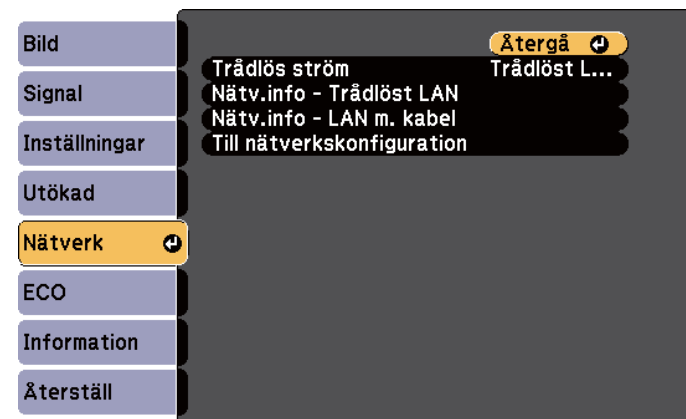 Bild
Signal
Inställningar
Utökad
Nätverk
ECO
Information
Återställ
Återgå
Trådlös ström Trådlöst L...
Nätv.info - Trådlöst LAN
Nätv.info - LAN m. kabel
Till nätverkskonfiguration